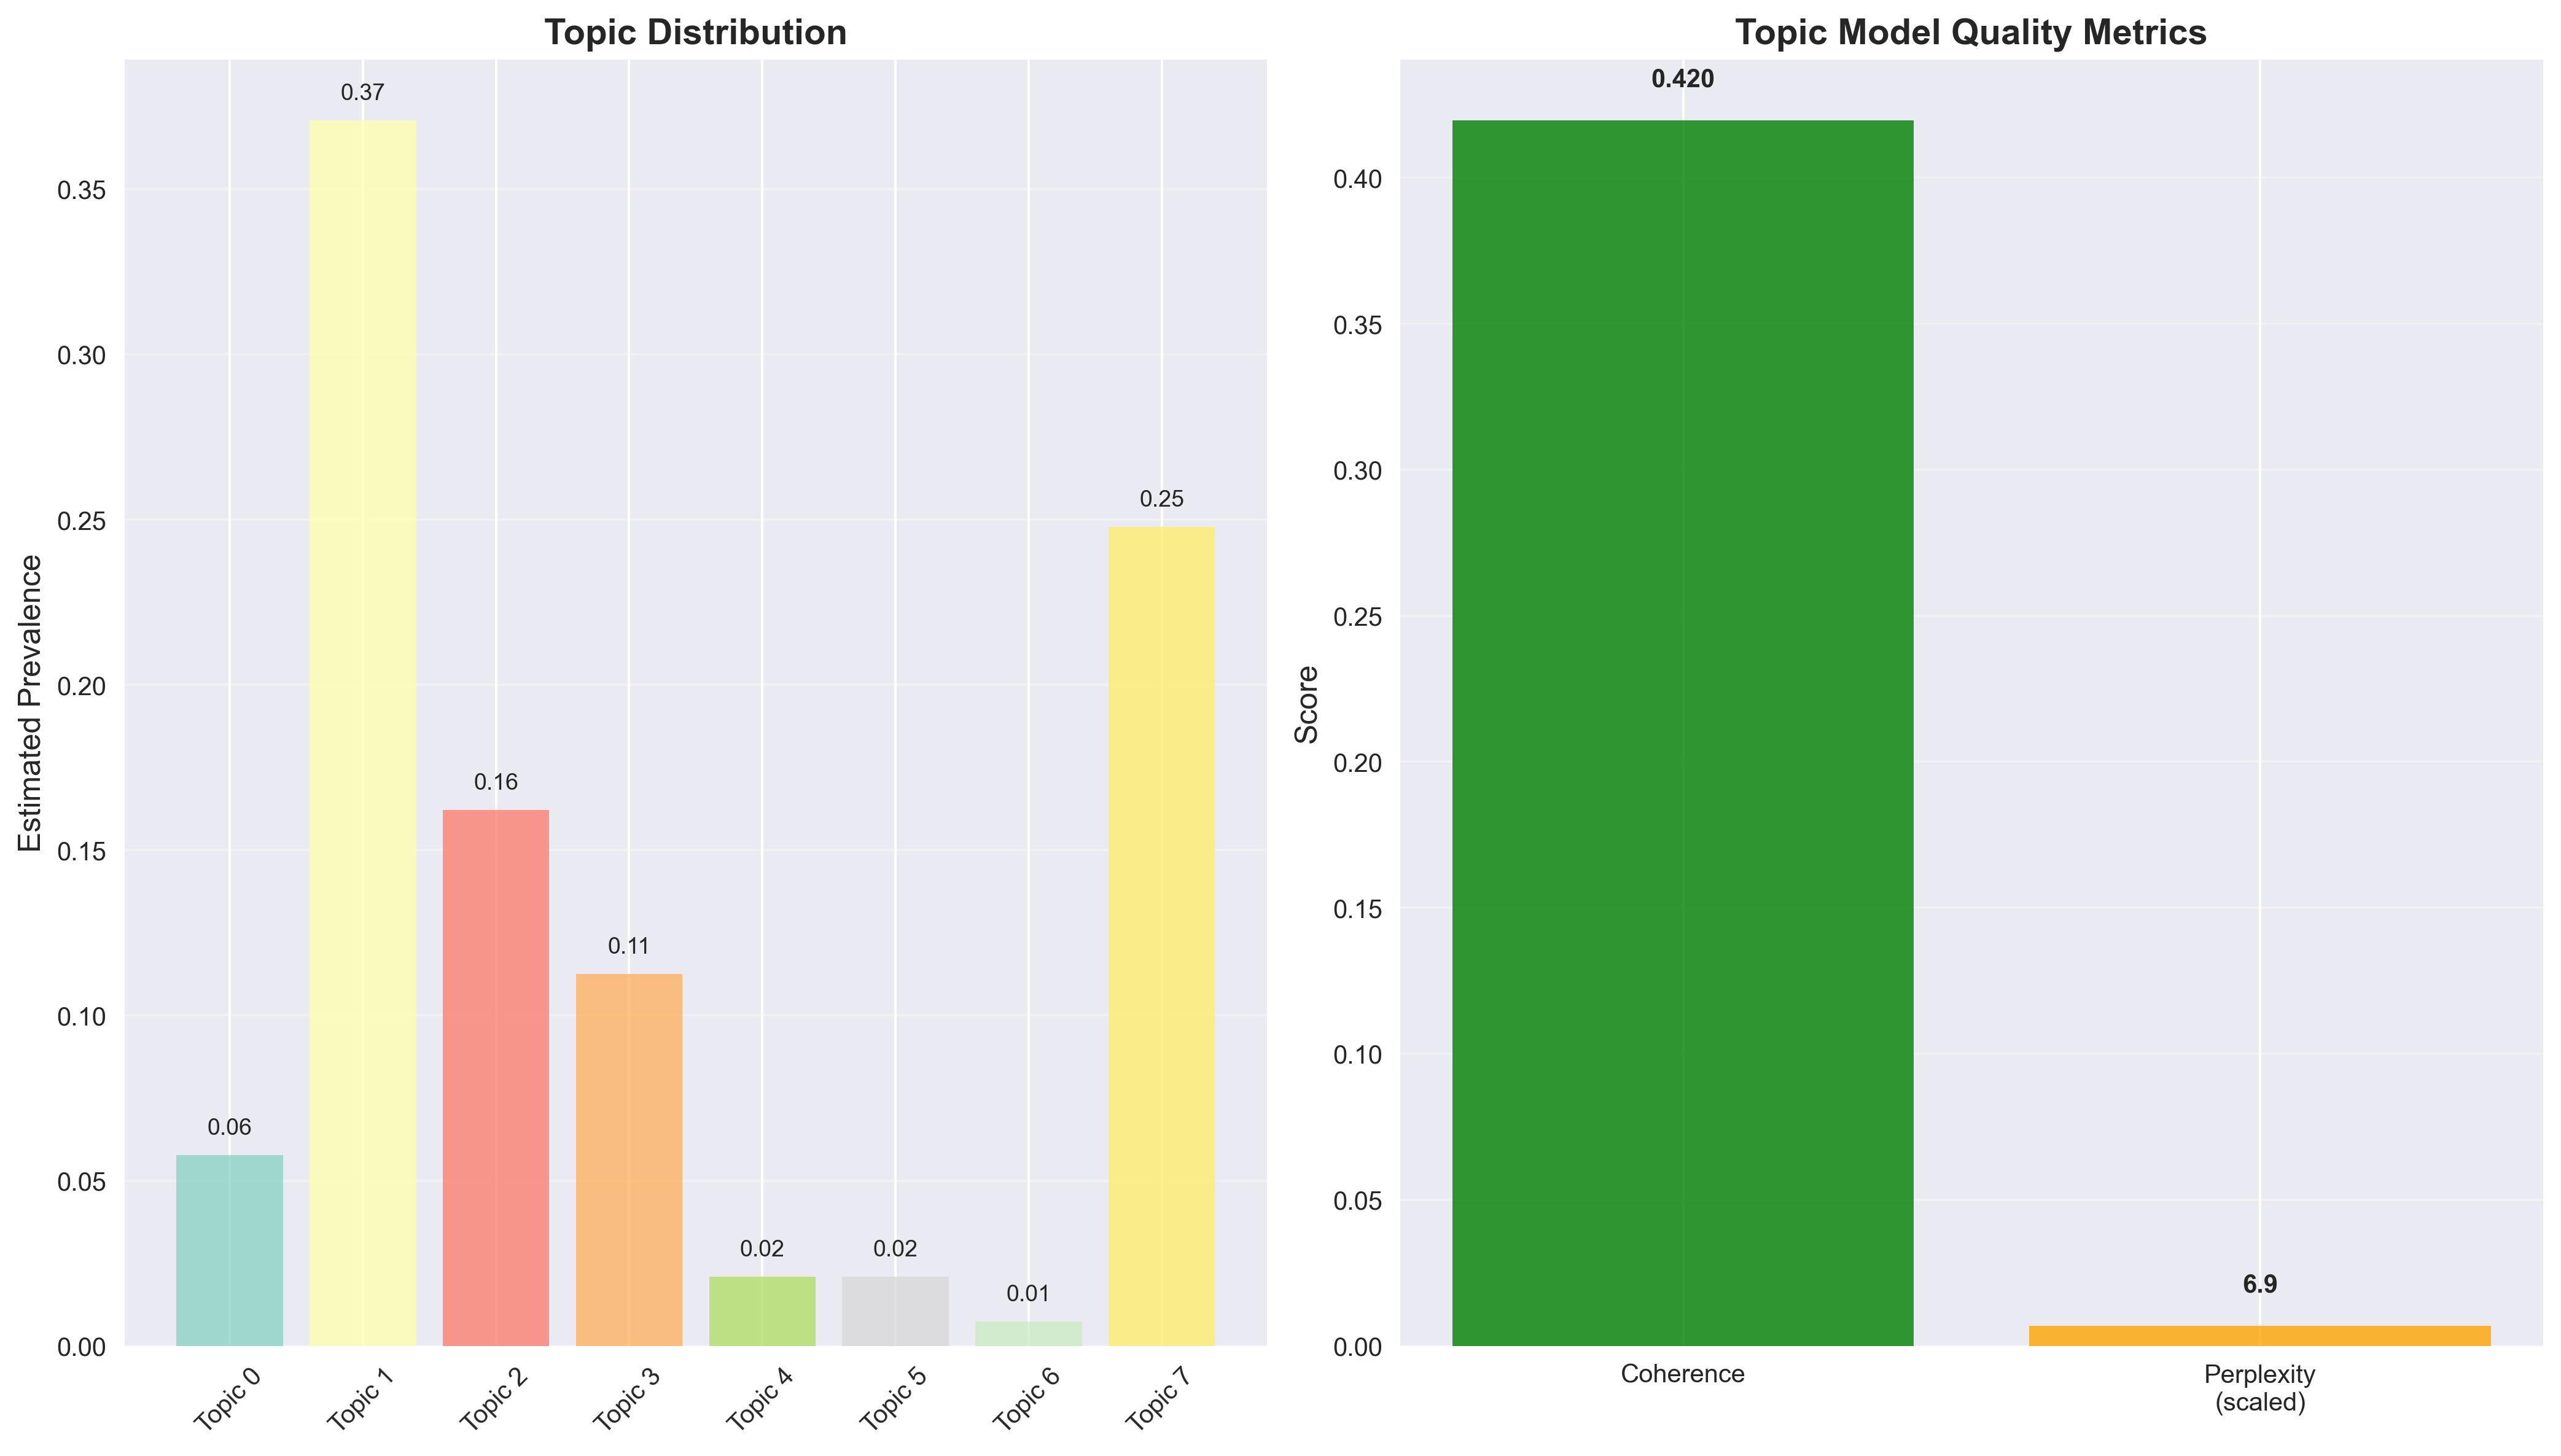 Topic Distribution
Estimated Prevalence
0.35
0.30
0.25
0.20
0.15
0.10
0.05
0.00
0.06
0.37
0.16
0.11
0.02
0.02
0.01
0.25
Topic 0
Topic 1
Topic 2
Topic 3
Topic 4
Topic 5
Topic 6
Topic 7
Topic Model Quality Metrics
Score
0.40
0.35
0.30
0.25
0.20
0.15
0.10
0.05
0.00
0.420
6.9
Coherence
Perplexity
(scaled)